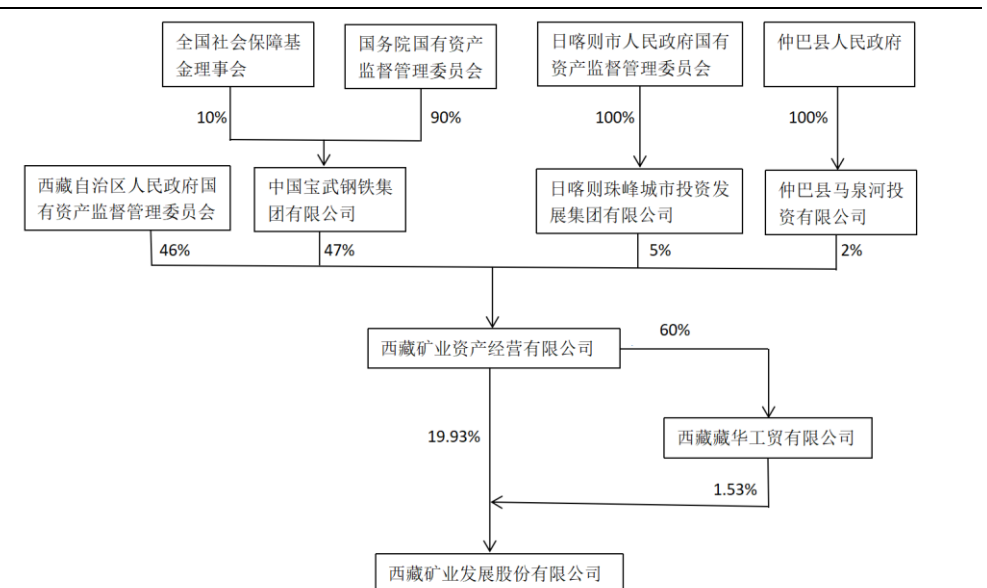 全国社会保障基
金理事会
国务院国有资产
监督管理委员会
日喀则市人民政府国有
资产监督管理委员会
仲巴县人民政府
10%
90%
100%
100%
西藏自治区人民政府国
有资产监督管理委员会
中国宝武钢铁集
团有限公司
日喀则珠峰城市投资发
展集团有限公司
仲巴县马泉河投
资有限公司
46%
47%
5%
2%
西藏矿业资产经营有限公司
60%
19.93%
西藏藏华工贸有限公司
1.53%
西藏矿业发展股份有限公司